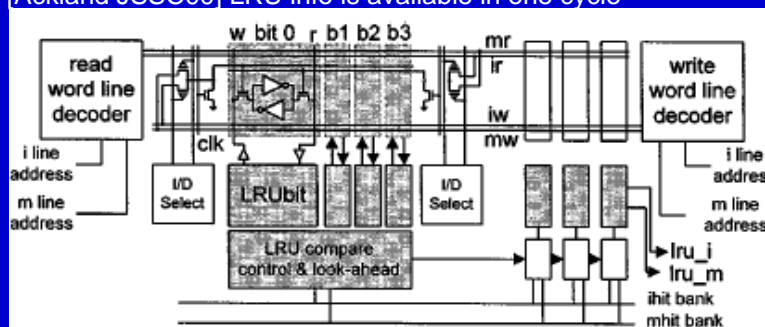 [Ackland JSSC00] LRU info is available in one cycle
w bit 0 r b1 b2 b3
mr
ir
read
word line
decoder
write
word line
decoder
iw
mw
clk
i line
address
m line
address
I/D
Select
LRUbit
I/D
Select
i line
address
m line
address
LRU compare
control & look-ahead
lru_i
lru_m
ihit bank
mhit bank